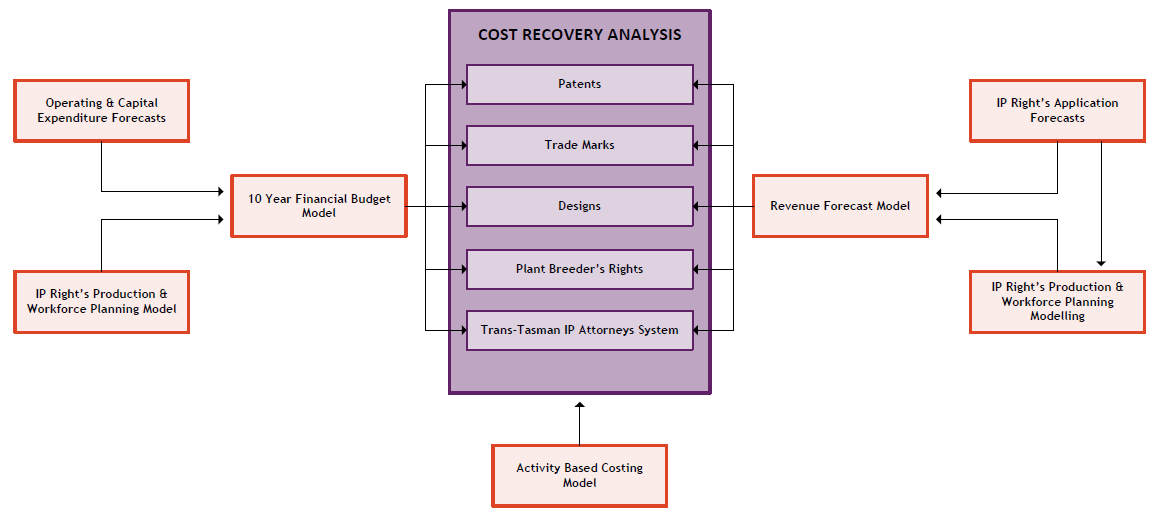 COST RECOVERY ANALYSIS
Operating & Capital
Expenditure Forecasts
IP Right's Production &
Workforce Planning Model
10 Year Financial Budget
Model
Patents
Trade Marks
Designs
Plant Breeder's Rights
Trans-Tasman IP Attorneys System
Revenue Forecast Model
IP Right's Application
Forecasts
IP Right's Production &
Workforce Planning
Modelling
Activity Based Costing
Model